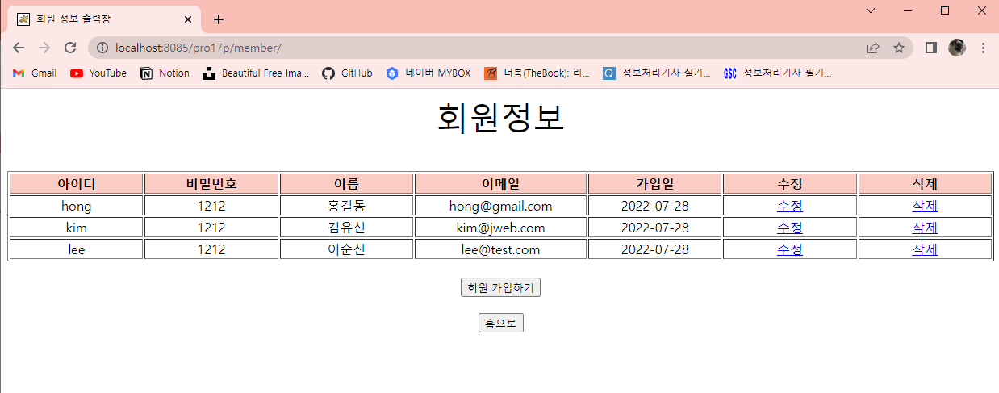 회원 정보 출력창
localhost:8085/pro17p/member/
Gmail YouTube Notion Beautiful Free Ima... GitHub 네이버 MYBOX 더북(TheBook): 리... 정보처리기사 실기... GSC 정보처리기사 필기...
회원정보
아이디 비밀번호 이름 이메일 가입일 수정 삭제
hong 1212 홍길동 hong@gmail.com 2022-07-28 수정 삭제
kim 1212 김유신 kim@jweb.com 2022-07-28 수정 삭제
lee 1212 이순신 lee@test.com 2022-07-28 수정 삭제
회원 가입하기
홈으로